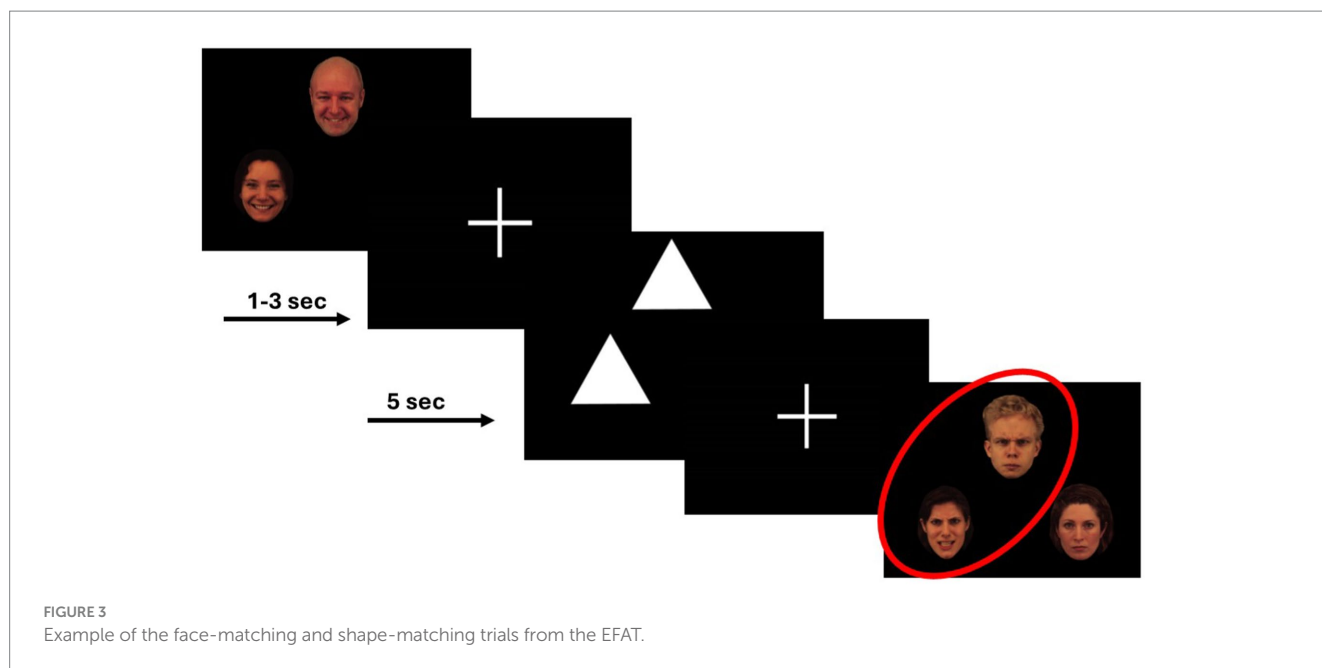 1-3 sec
5 sec
FIGURE 3
Example of the face-matching and shape-matching trials from the EFAT.